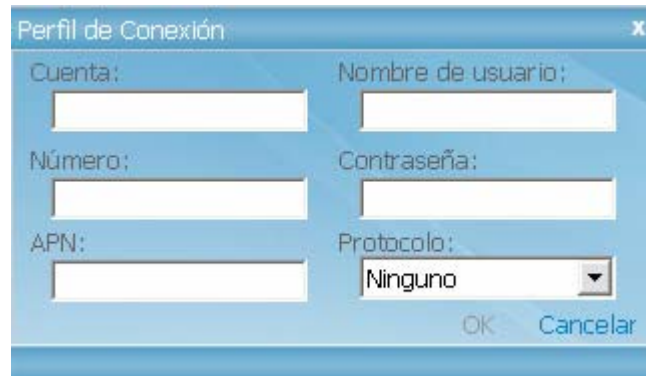 Perfil de Conexión x
Cuenta: Nombre de usuario:
Número: Contraseña:
APN: Protocolo:
Ninguno
OK Cancelar